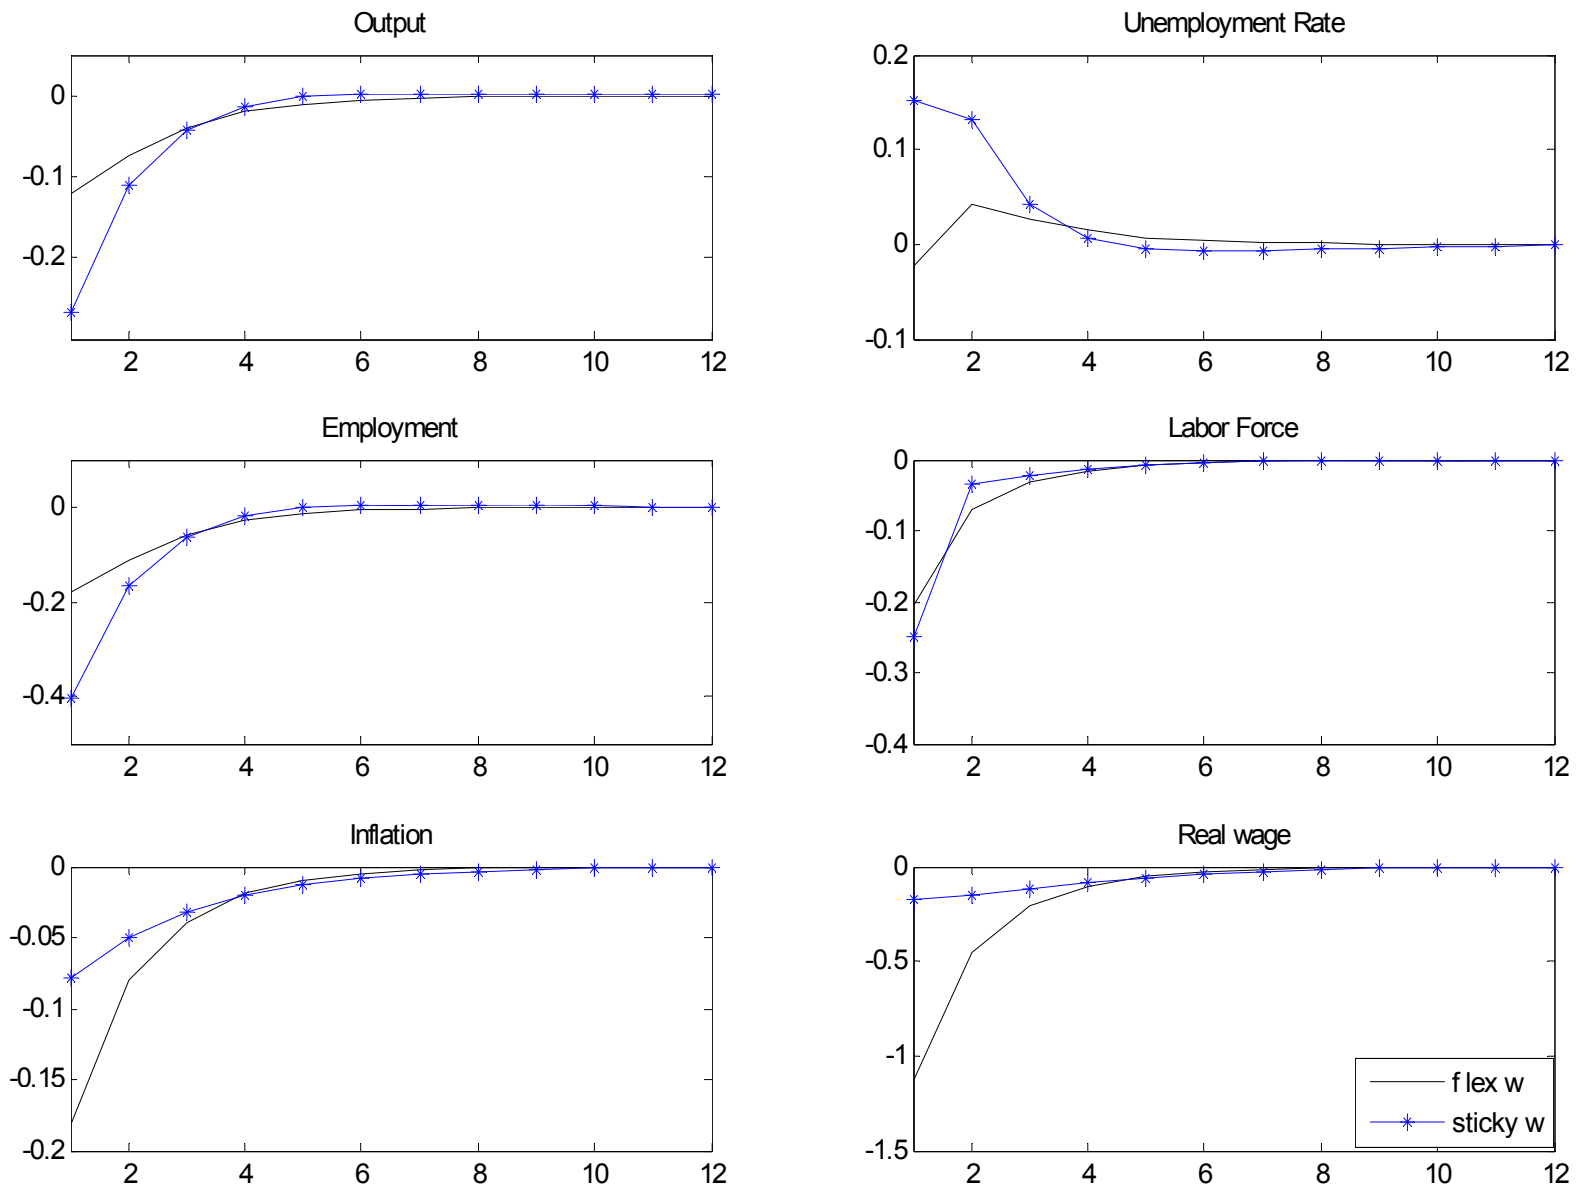 Output
0
-0.1
-0.2
2 4 6 8 10 12
Unemployment Rate
0.2
0.1
0
-0.1
2 4 6 8 10 12
Employment
0
-0.2
-0.4
2 4 6 8 10 12
Labor Force
0
-0.1
-0.2
-0.3
-0.4
2 4 6 8 10 12
Inflation
0
-0.05
-0.1
-0.15
-0.2
2 4 6 8 10 12
Real wage
0
-0.5
-1
-1.5
f lex w
sticky w
2 4 6 8 10 12